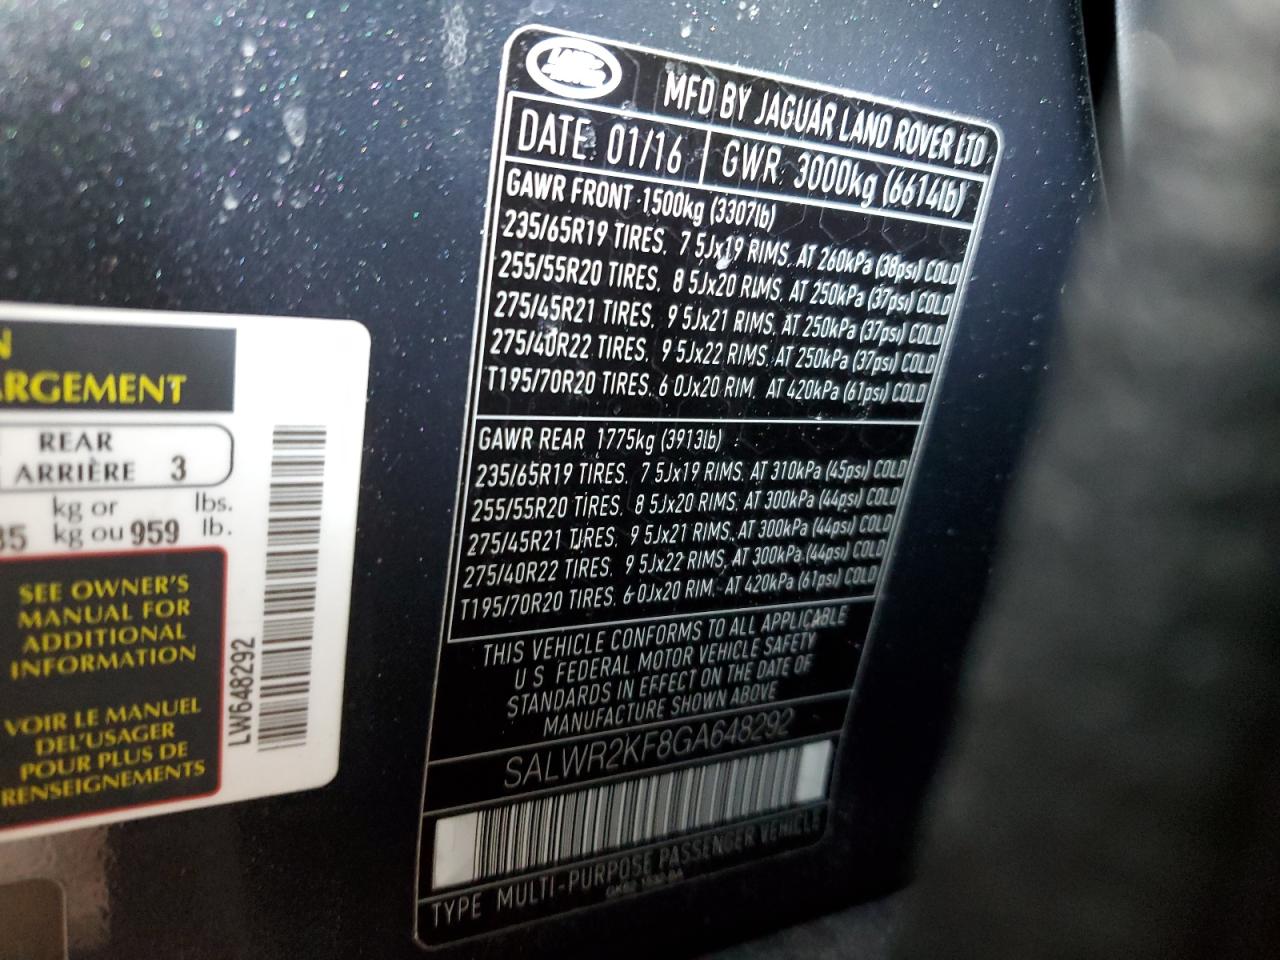 N
ARGEMENT
REAR
ARRIÈRE 3
kg or lbs.
35 kg ou 959 lb.
SEE OWNER'S
MANUAL FOR
ADDITIONAL
INFORMATION
VOIR LE MANUEL
DEL'USAGER
POUR PLUS DE
RENSEIGNEMENTS
LW648292
LAND
ROVER
MFD BY JAGUAR LAND ROVER LTD
DATE 01/16 GWR 3000kg (6614lb)
GAWR FRONT 1500kg (3307lb)
235/65R19 TIRES, 7 5Jx19 RIMS, AT 260kPa (38psi) COLD
255/55R20 TIRES, 8 5Jx20 RIMS, AT 250kPa (37psi) COLD
275/45R21 TIRES, 9 5Jx21 RIMS, AT 250kPa (37psi) COLD
275/40R22 TIRES, 9 5Jx22 RIMS, AT 250kPa (37psi) COLD
T195/70R20 TIRES, 6 0Jx20 RIM, AT 420kPa (61psi) COLD
GAWR REAR 1775kg (3913lb)
235/65R19 TIRES, 7 5Jx19 RIMS, AT 310kPa (45psi) COLD
255/55R20 TIRES, 8 5Jx20 RIMS, AT 300kPa (44psi) COLD
275/45R21 TIRES, 9 5Jx21 RIMS, AT 300kPa (44psi) COLD
275/40R22 TIRES, 9 5Jx22 RIMS, AT 300kPa (44psi) COLD
T195/70R20 TIRES, 6 0Jx20 RIM, AT 420kPa (61psi) COLD
THIS VEHICLE CONFORMS TO ALL APPLICABLE
U S FEDERAL MOTOR VEHICLE SAFETY
STANDARDS IN EFFECT ON THE DATE OF
MANUFACTURE SHOWN ABOVE
SALWR2KF8GA648292
TYPE MULTI-PURPOSE PASSENGER VEHICLE